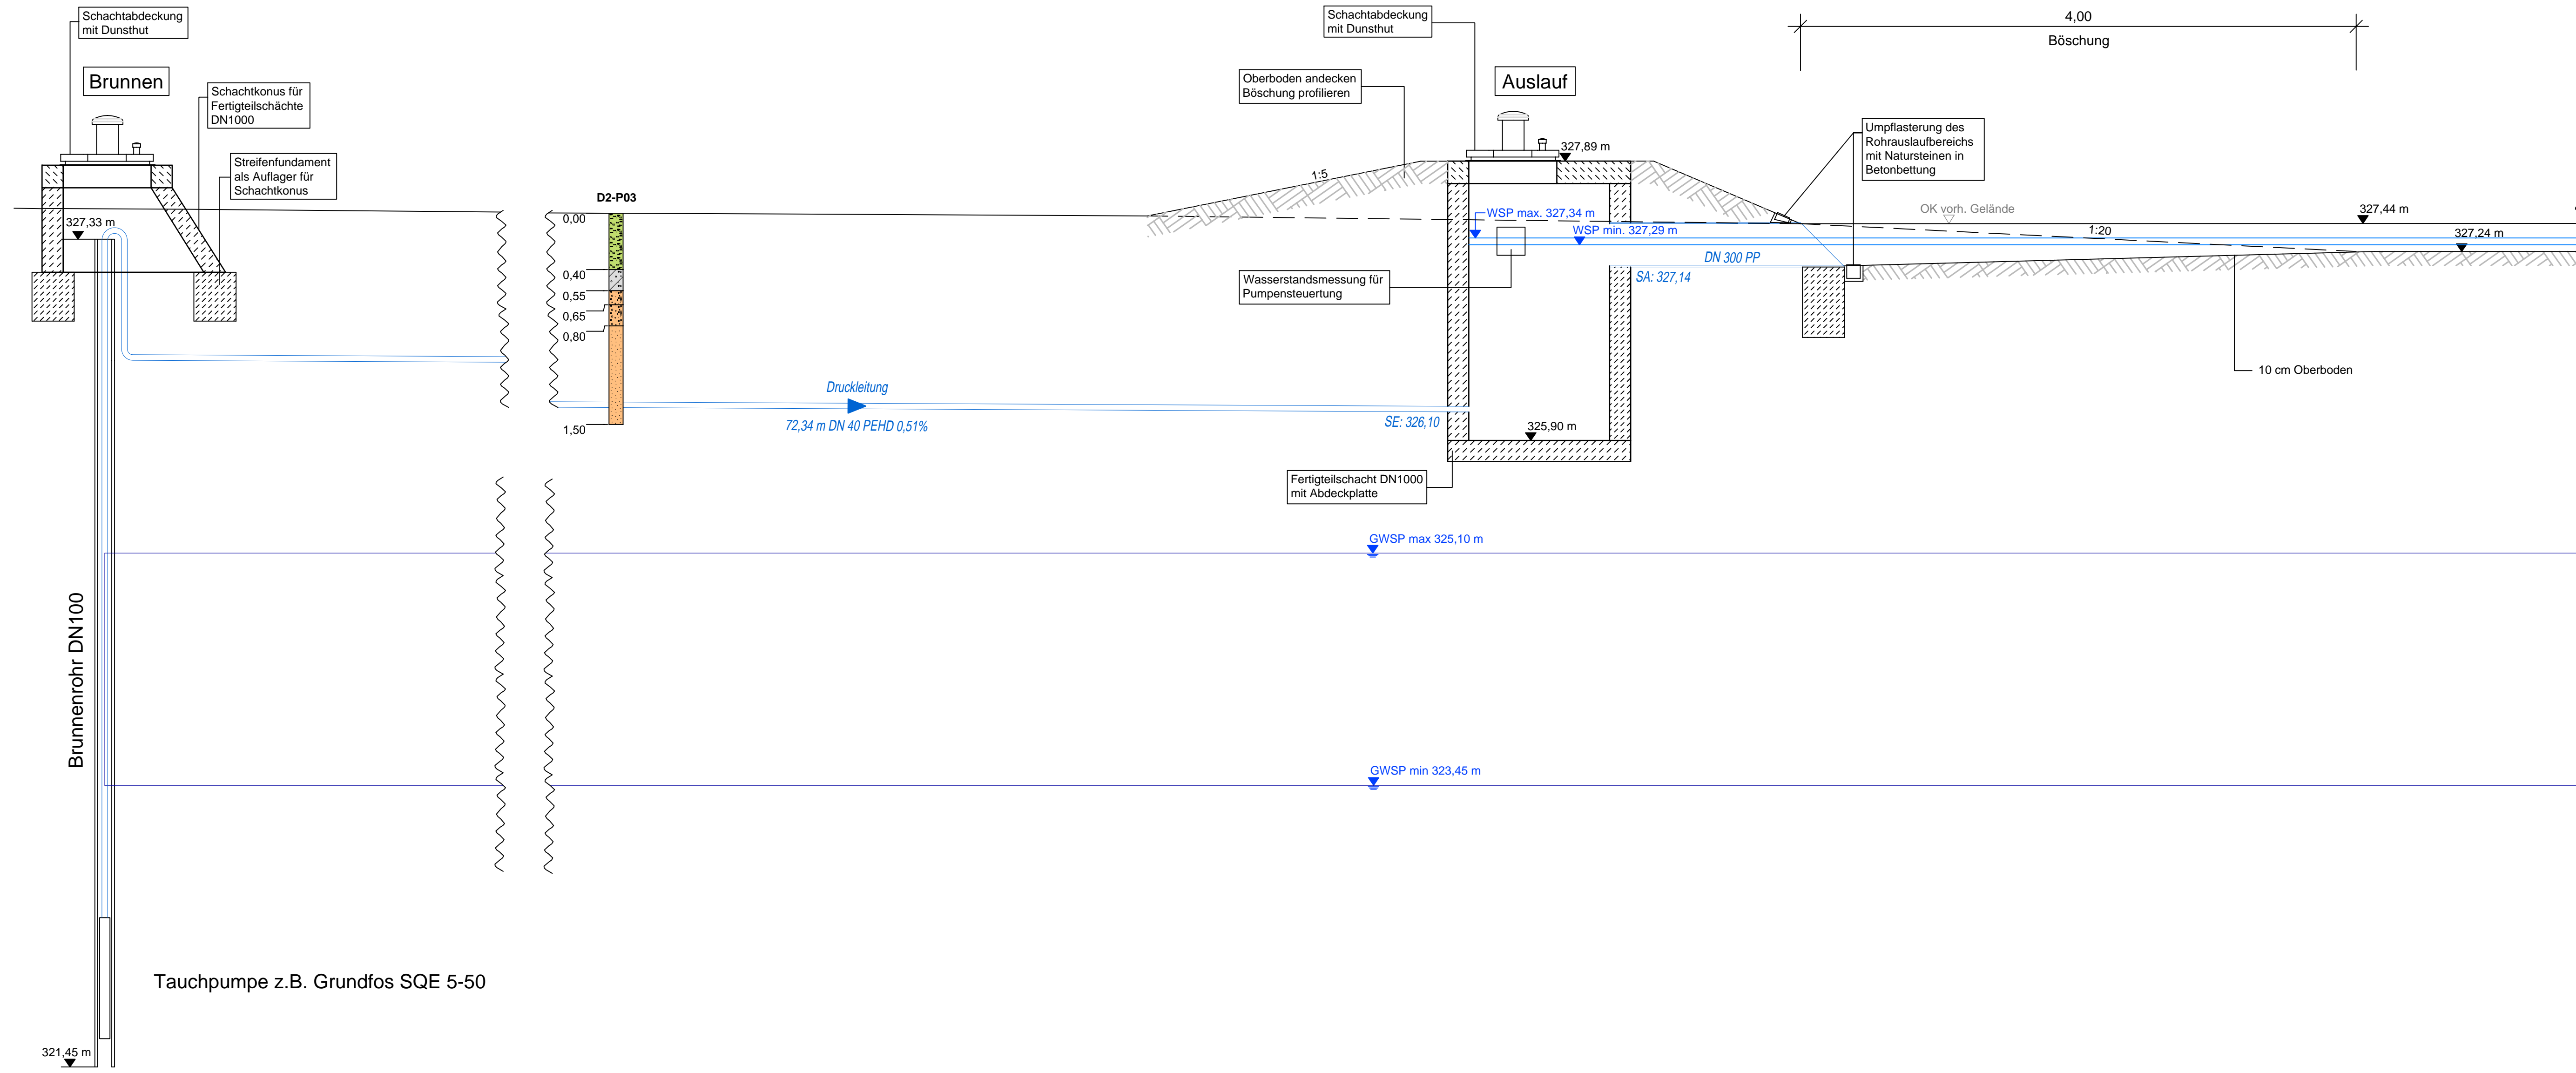 Schachtabdeckung
mit Dunsthut
Brunnen
Schachtkonus für
Fertigteilschächte
DN1000
Streifenfundament
als Auflager für
Schachtkonus
327,33 m
Brunnenrohr DN100
Tauchpumpe z.B. Grundfos SQE 5-50
321,45 m
D2-P03
0,00
0,40
0,55
0,65
0,80
1,50
Druckleitung
72,34 m DN 40 PEHD 0,51%
Schachtabdeckung
mit Dunsthut
Auslauf
Oberboden andecken
Böschung profilieren
1:5
327,89 m
WSP max. 327,34 m
WSP min. 327,29 m
Wasserstandsmessung für
Pumpensteuertung
DN 300 PP
SA: 327,14
SE: 326,10
325,90 m
Fertigteilschacht DN1000
mit Abdeckplatte
GWSP max 325,10 m
GWSP min 323,45 m
4,00
Böschung
Umpflasterung des
Rohrauslaufbereichs
mit Natursteinen in
Betonbettung
OK vorh. Gelände
1:20
327,44 m
327,24 m
10 cm Oberboden